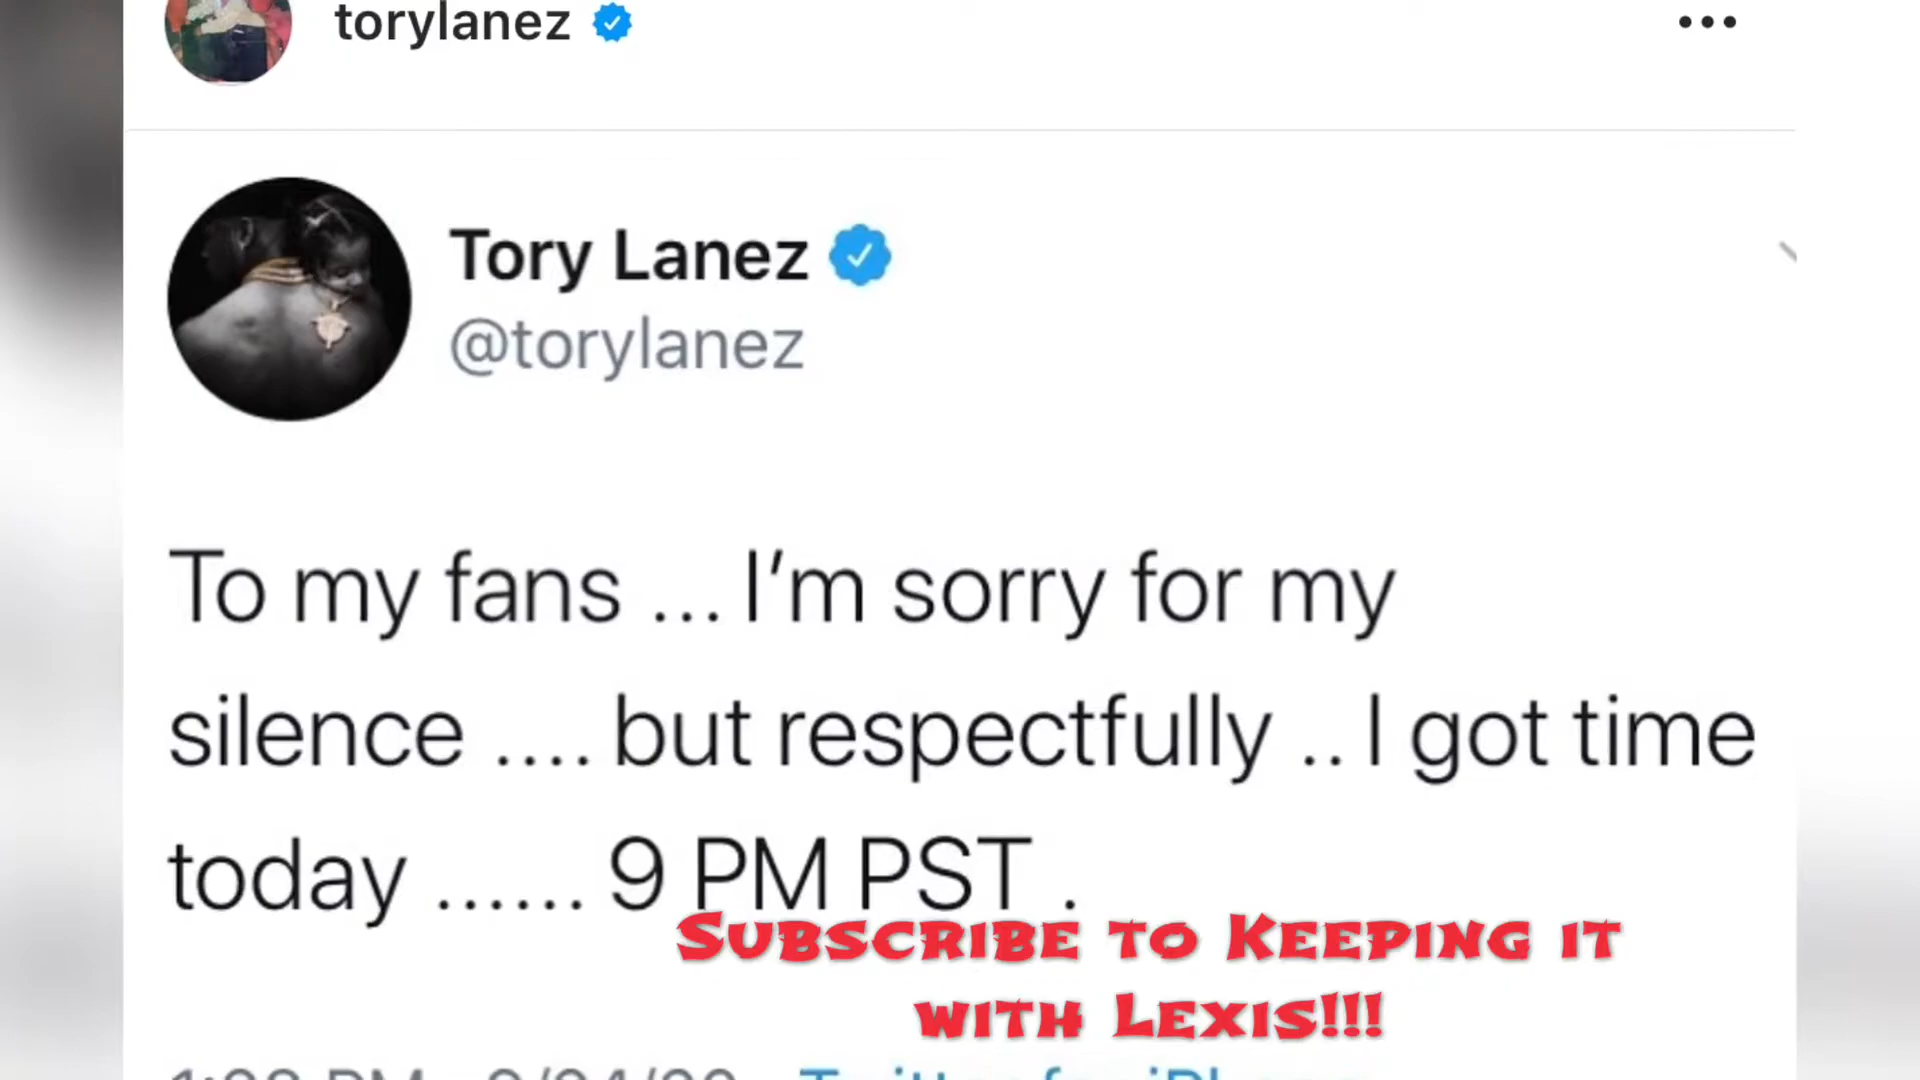 torylanez
Tory Lanez
@torylanez
To my fans ... I'm sorry for my
silence .... but respectfully .. I got time
today ...... 9 PM PST .
Subscribe to Keeping it
with Lexis!!!